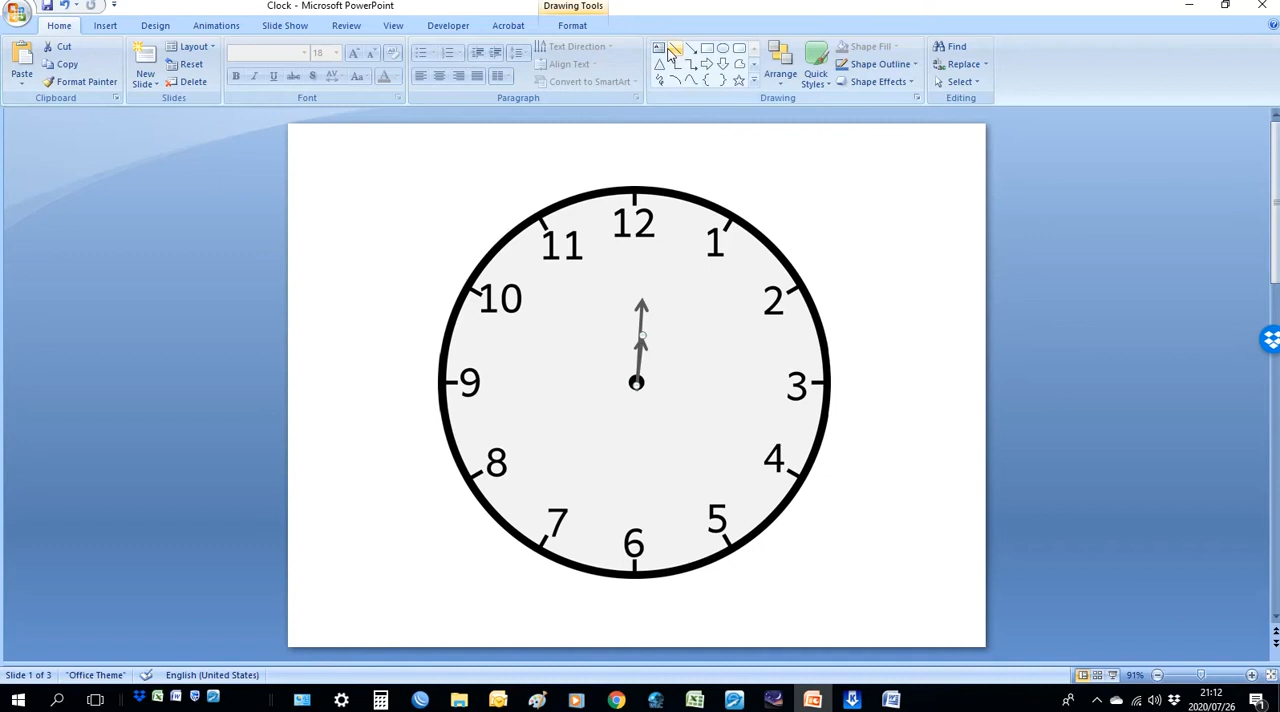 Clock - Microsoft PowerPoint
Drawing Tools
Home Insert Design Animations Slide Show Review View Developer Acrobat Format
Paste
Cut
Copy
Format Painter
Clipboard
New Slide
Layout
Reset
Delete
Slides
18
B I U abc S AV Aa A
Font
Text Direction
Align Text
Convert to SmartArt
Paragraph
Arrange
Quick Styles
Shape Fill
Shape Outline
Shape Effects
Drawing
Find
Replace
Select
Editing
12
11 1
10 2
9 3
8 4
7 5
6
Slide 1 of 3 "Office Theme" English (United States) 91%
21:12
2020/07/26